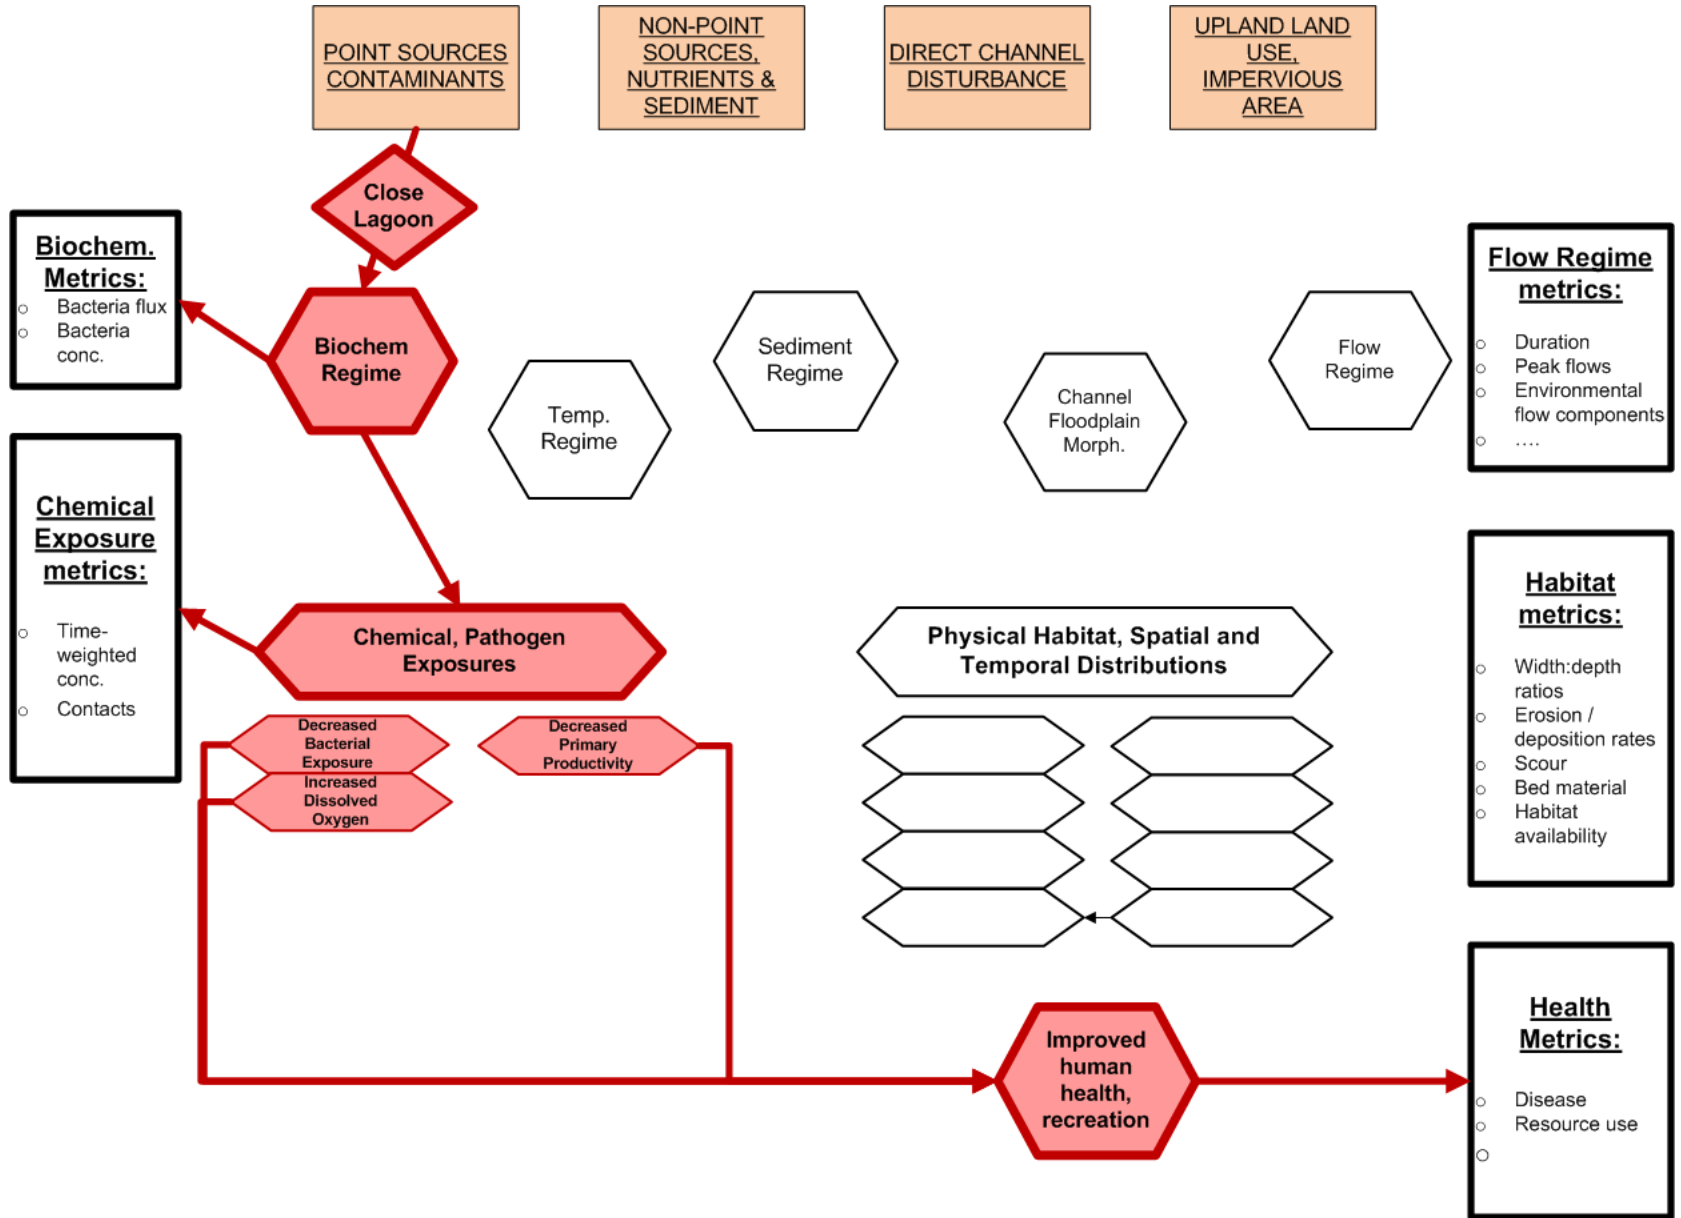 POINT SOURCES
CONTAMINANTS
NON-POINT
SOURCES,
NUTRIENTS &
SEDIMENT
DIRECT CHANNEL
DISTURBANCE
UPLAND LAND
USE,
IMPERVIOUS
AREA
Close
Lagoon
Biochem.
Metrics:
Bacteria flux
Bacteria
conc.
Biochem
Regime
Temp.
Regime
Sediment
Regime
Channel
Floodplain
Morph.
Flow
Regime
Flow Regime
metrics:
Duration
Peak flows
Environmental
flow components
....
Chemical
Exposure
metrics:
Time-
weighted
conc.
Contacts
Chemical, Pathogen
Exposures
Physical Habitat, Spatial and
Temporal Distributions
Habitat
metrics:
Width:depth
ratios
Erosion /
deposition rates
Scour
Bed material
Habitat
availability
Decreased
Bacterial
Exposure
Increased
Dissolved
Oxygen
Decreased
Primary
Productivity
Improved
human
health,
recreation
Health
Metrics:
Disease
Resource use